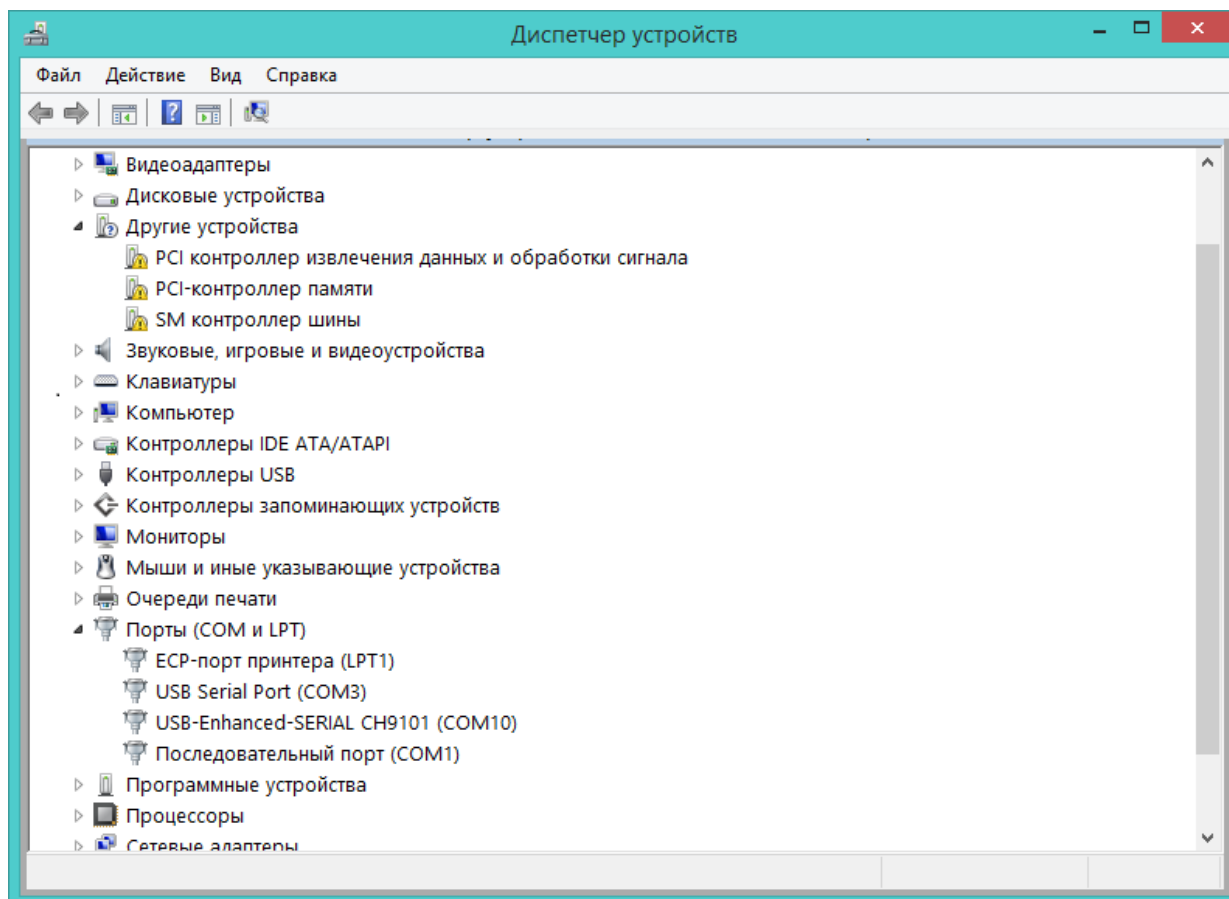 Диспетчер устройств
Файл Действие Вид Справка
Видеоадаптеры
Дисковые устройства
Другие устройства
PCI контроллер извлечения данных и обработки сигнала
PCI-контроллер памяти
SM контроллер шины
Звуковые, игровые и видеоустройства
Клавиатуры
Компьютер
Контроллеры IDE ATA/ATAPI
Контроллеры USB
Контроллеры запоминающих устройств
Мониторы
Мыши и иные указывающие устройства
Очереди печати
Порты (COM и LPT)
ECP-порт принтера (LPT1)
USB Serial Port (COM3)
USB-Enhanced-SERIAL CH9101 (COM10)
Последовательный порт (COM1)
Программные устройства
Процессоры
Сетевые адаптеры